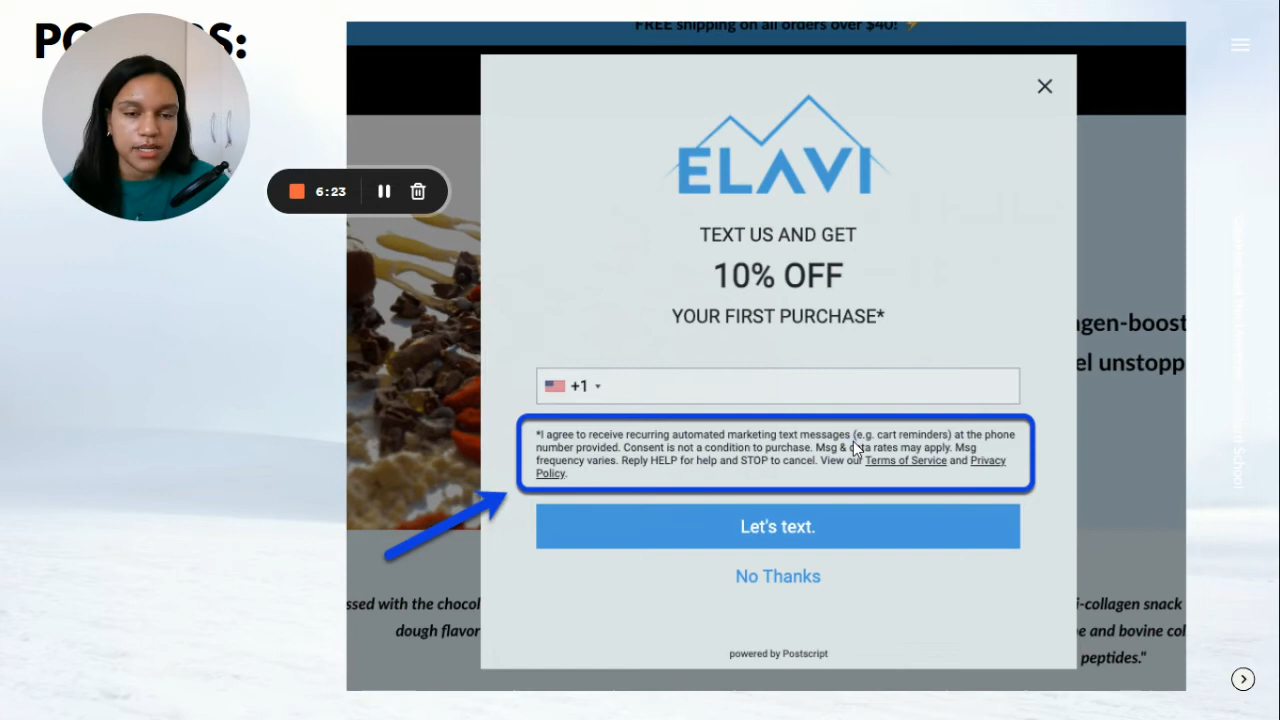 PO S:
FREE shipping on all orders over $40! ⚡
6:23
ELAVI
TEXT US AND GET
10% OFF
YOUR FIRST PURCHASE*
+1
*I agree to receive recurring automated marketing text messages (e.g. cart reminders) at the phone
number provided. Consent is not a condition to purchase. Msg & data rates may apply. Msg
frequency varies. Reply HELP for help and STOP to cancel. View our Terms of Service and Privacy
Policy.
Let's text.
No Thanks
powered by Postscript
agen-boost
el unstopp
ssed with the chocol
dough flavor
i-collagen snack
e and bovine col
peptides."